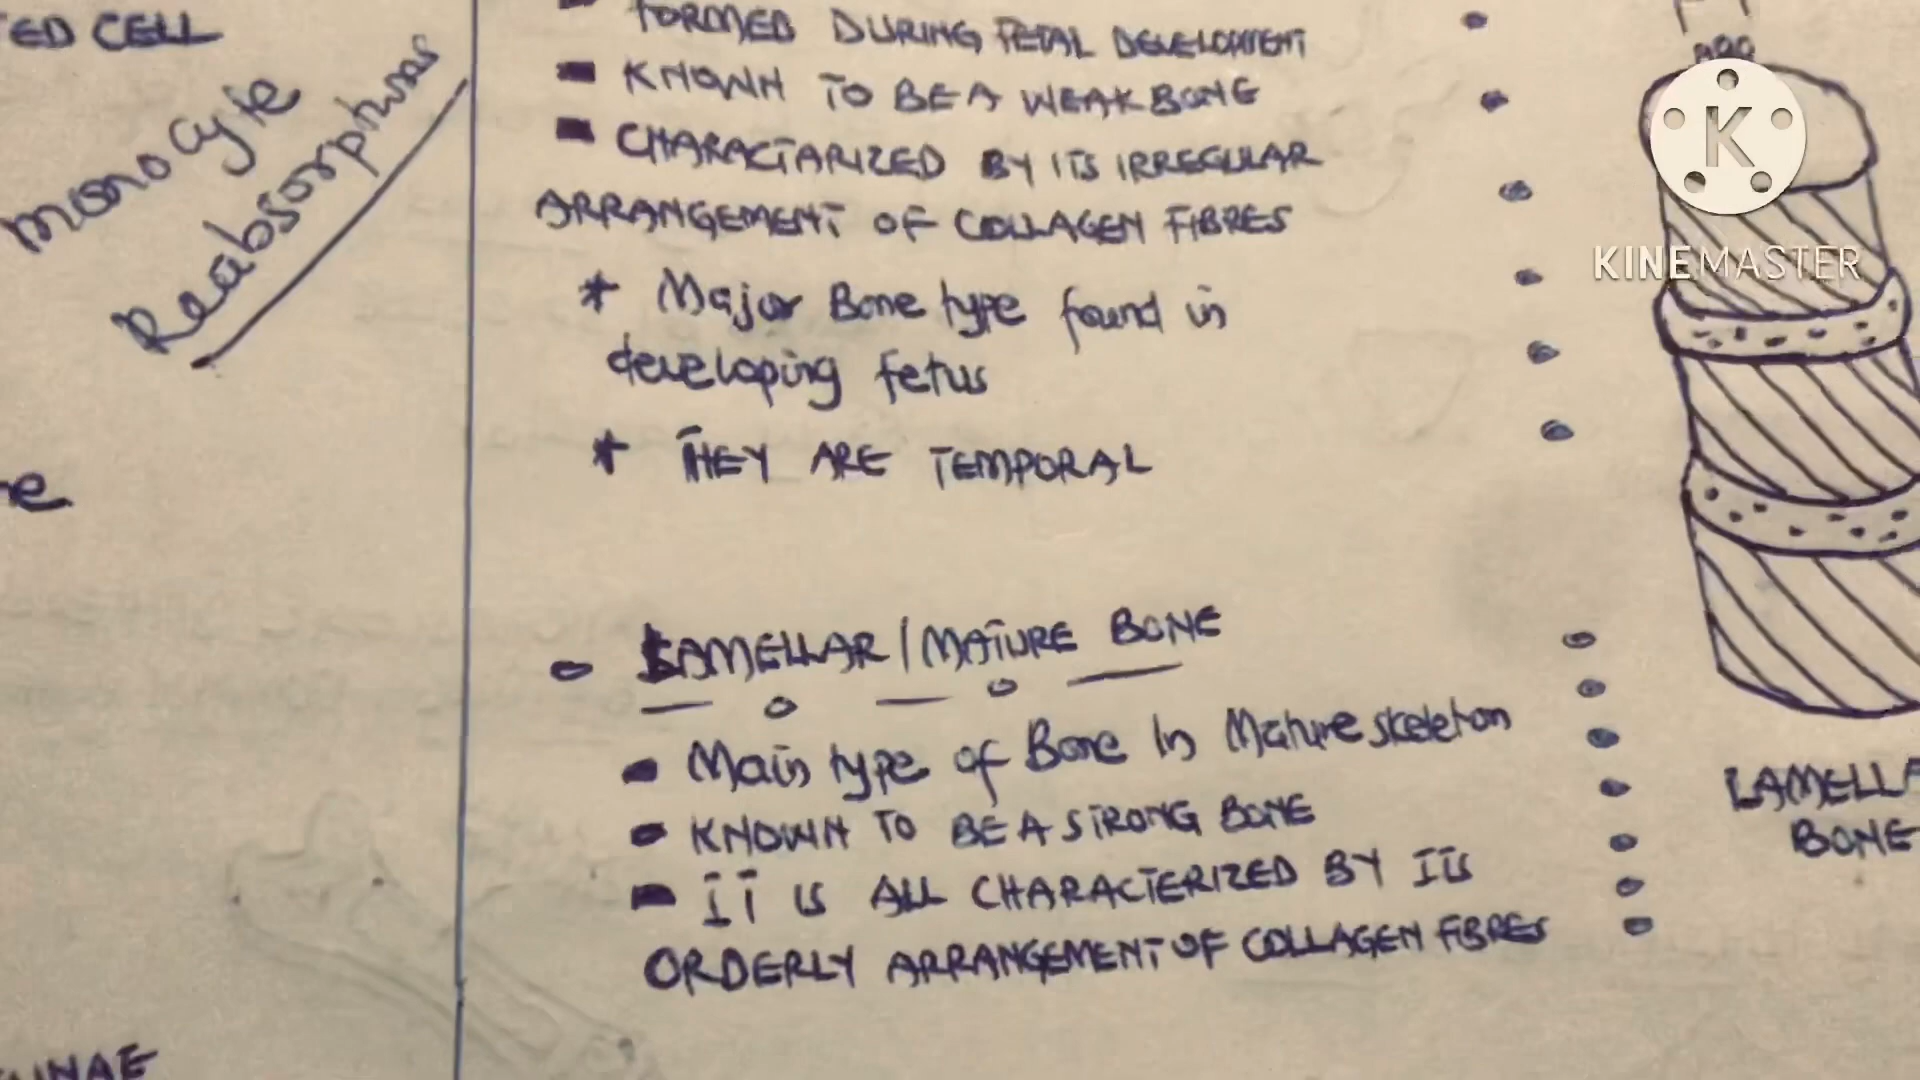 TED CELL
monocyte
Reabsorptions
FORMED DURING FETAL DEVELOPMENT
KNOWN TO BE A WEAK BONE
CHARACTARIZED BY ITS IRREGULAR
ARRANGEMENT OF COLLAGEN FIBRES
* Major Bone type found in
developing fetus
* THEY ARE TEMPORAL
LAMELLAR/MATURE BONE
Main type of Bone In Mature skeleton
KNOWN TO BE A STRONG BONE
IT IS ALL CHARACTERIZED BY ITS
ORDERLY ARRANGEMENT OF COLLAGEN FIBRES
K
KINEMASTER
LAMELLA
BONE